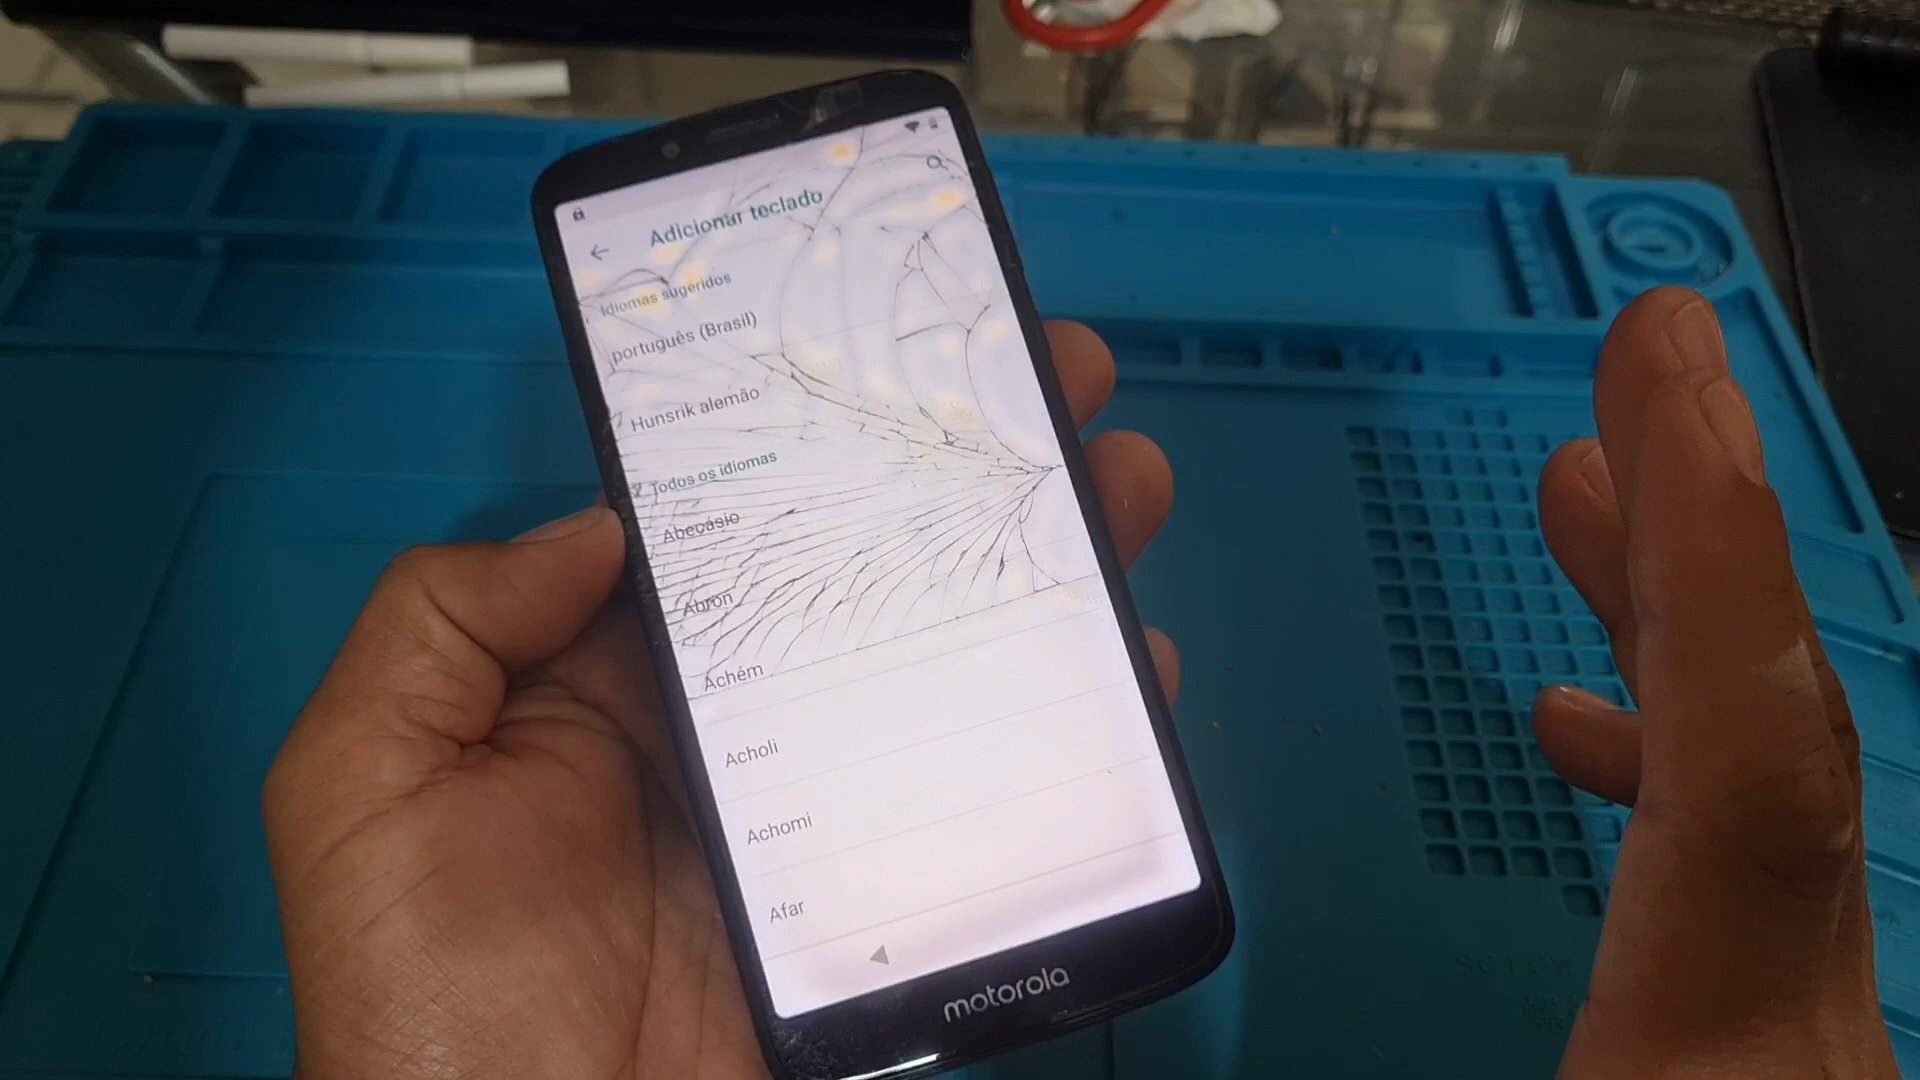 Adicionar teclado
Idiomas sugeridos
português (Brasil)
Hunsrik alemão
Todos os idiomas
Abecásio
Abron
Achém
Acholi
Achomi
Afar
motorola